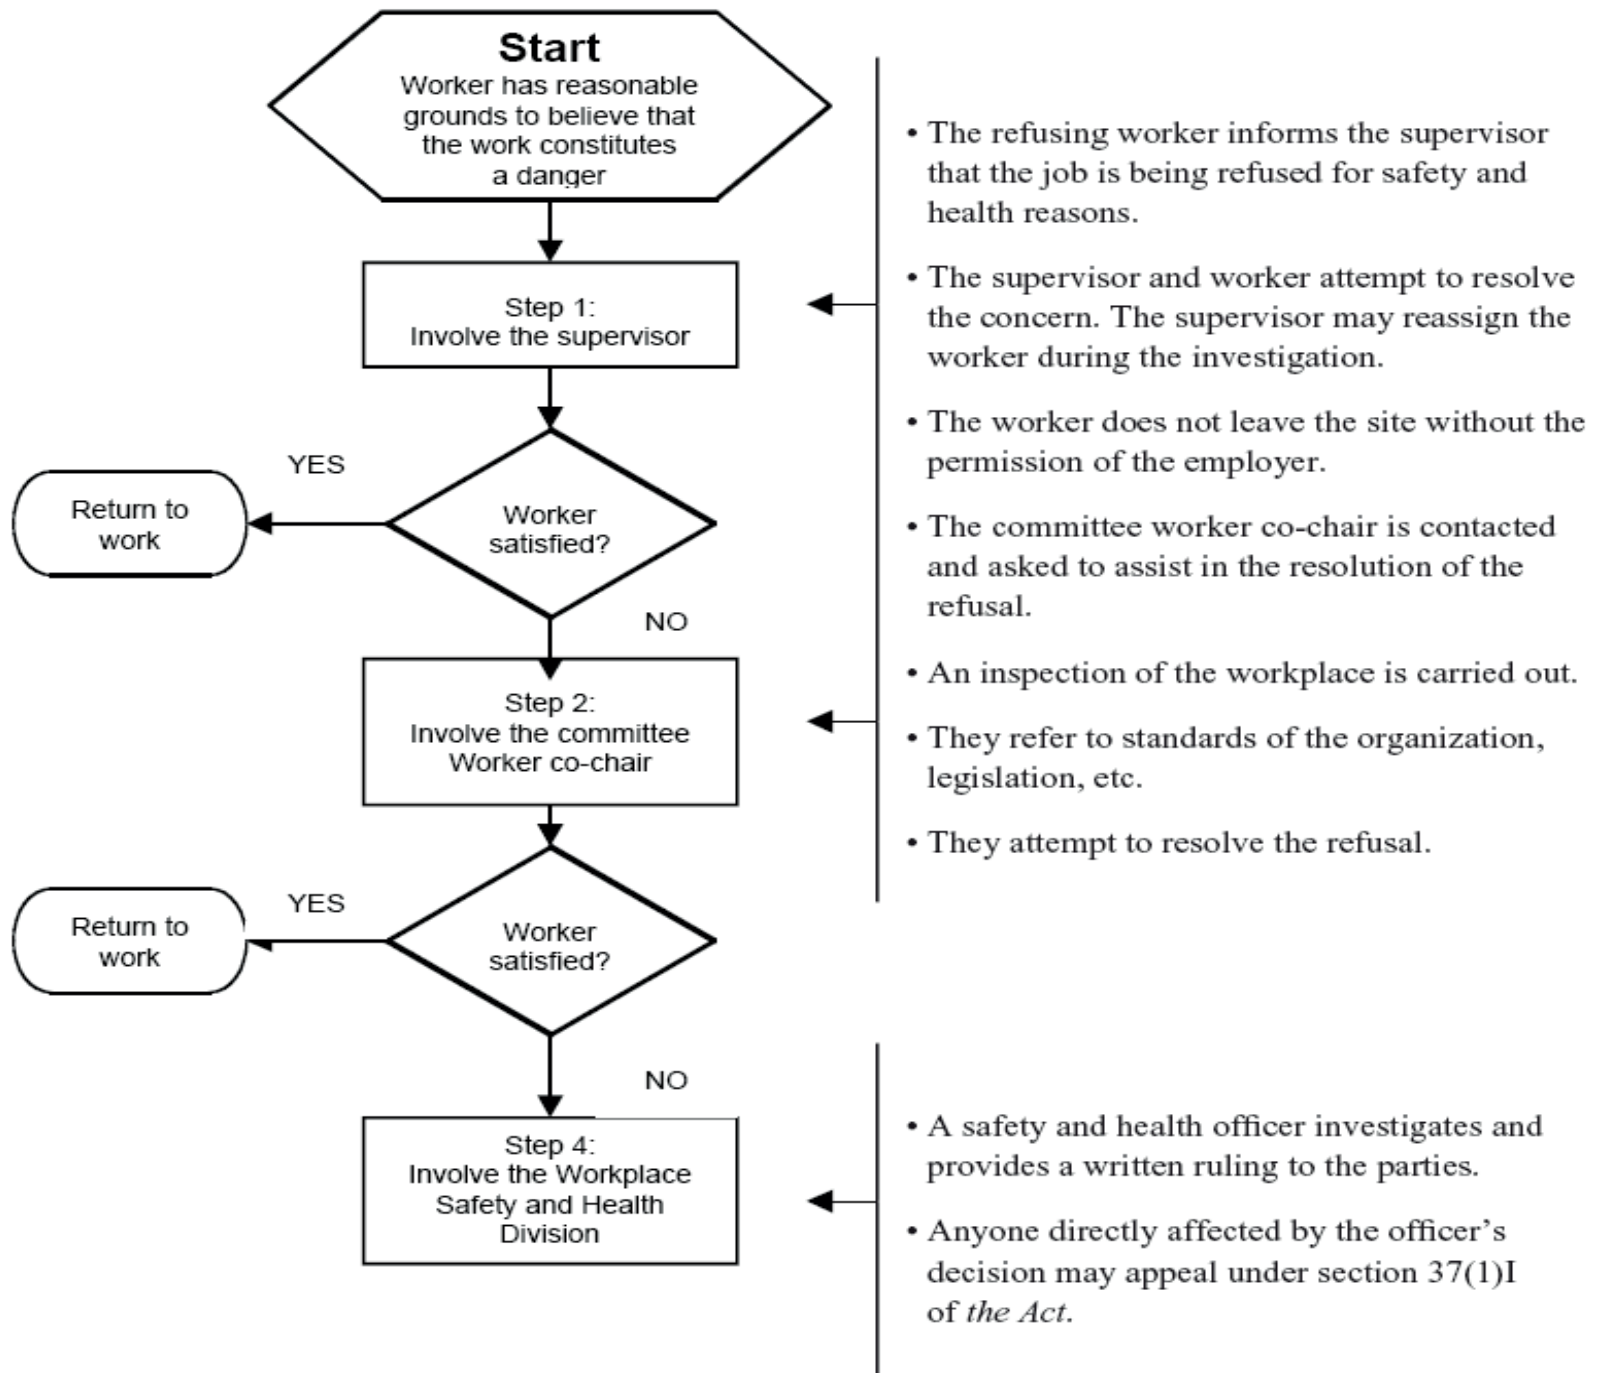 Start
Worker has reasonable
grounds to believe that
the work constitutes
a danger
Step 1:
Involve the supervisor
YES
Return to
work
Worker
satisfied?
NO
Step 2:
Involve the committee
Worker co-chair
YES
Return to
work
Worker
satisfied?
NO
Step 4:
Involve the Workplace
Safety and Health
Division
• The refusing worker informs the supervisor
that the job is being refused for safety and
health reasons.
• The supervisor and worker attempt to resolve
the concern. The supervisor may reassign the
worker during the investigation.
• The worker does not leave the site without the
permission of the employer.
• The committee worker co-chair is contacted
and asked to assist in the resolution of the
refusal.
• An inspection of the workplace is carried out.
• They refer to standards of the organization,
legislation, etc.
• They attempt to resolve the refusal.
• A safety and health officer investigates and
provides a written ruling to the parties.
• Anyone directly affected by the officer’s
decision may appeal under section 37(1)I
of the Act.